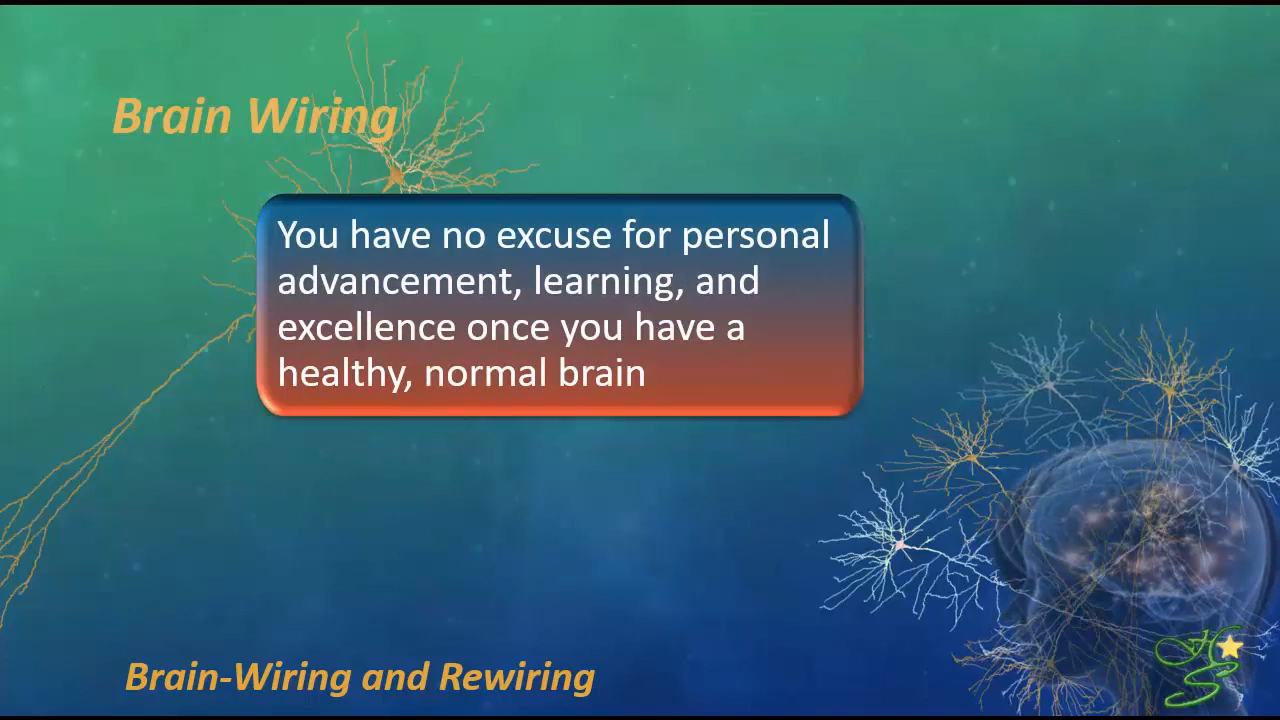 Brain Wiring
You have no excuse for personal
advancement, learning, and
excellence once you have a
healthy, normal brain
Brain-Wiring and Rewiring